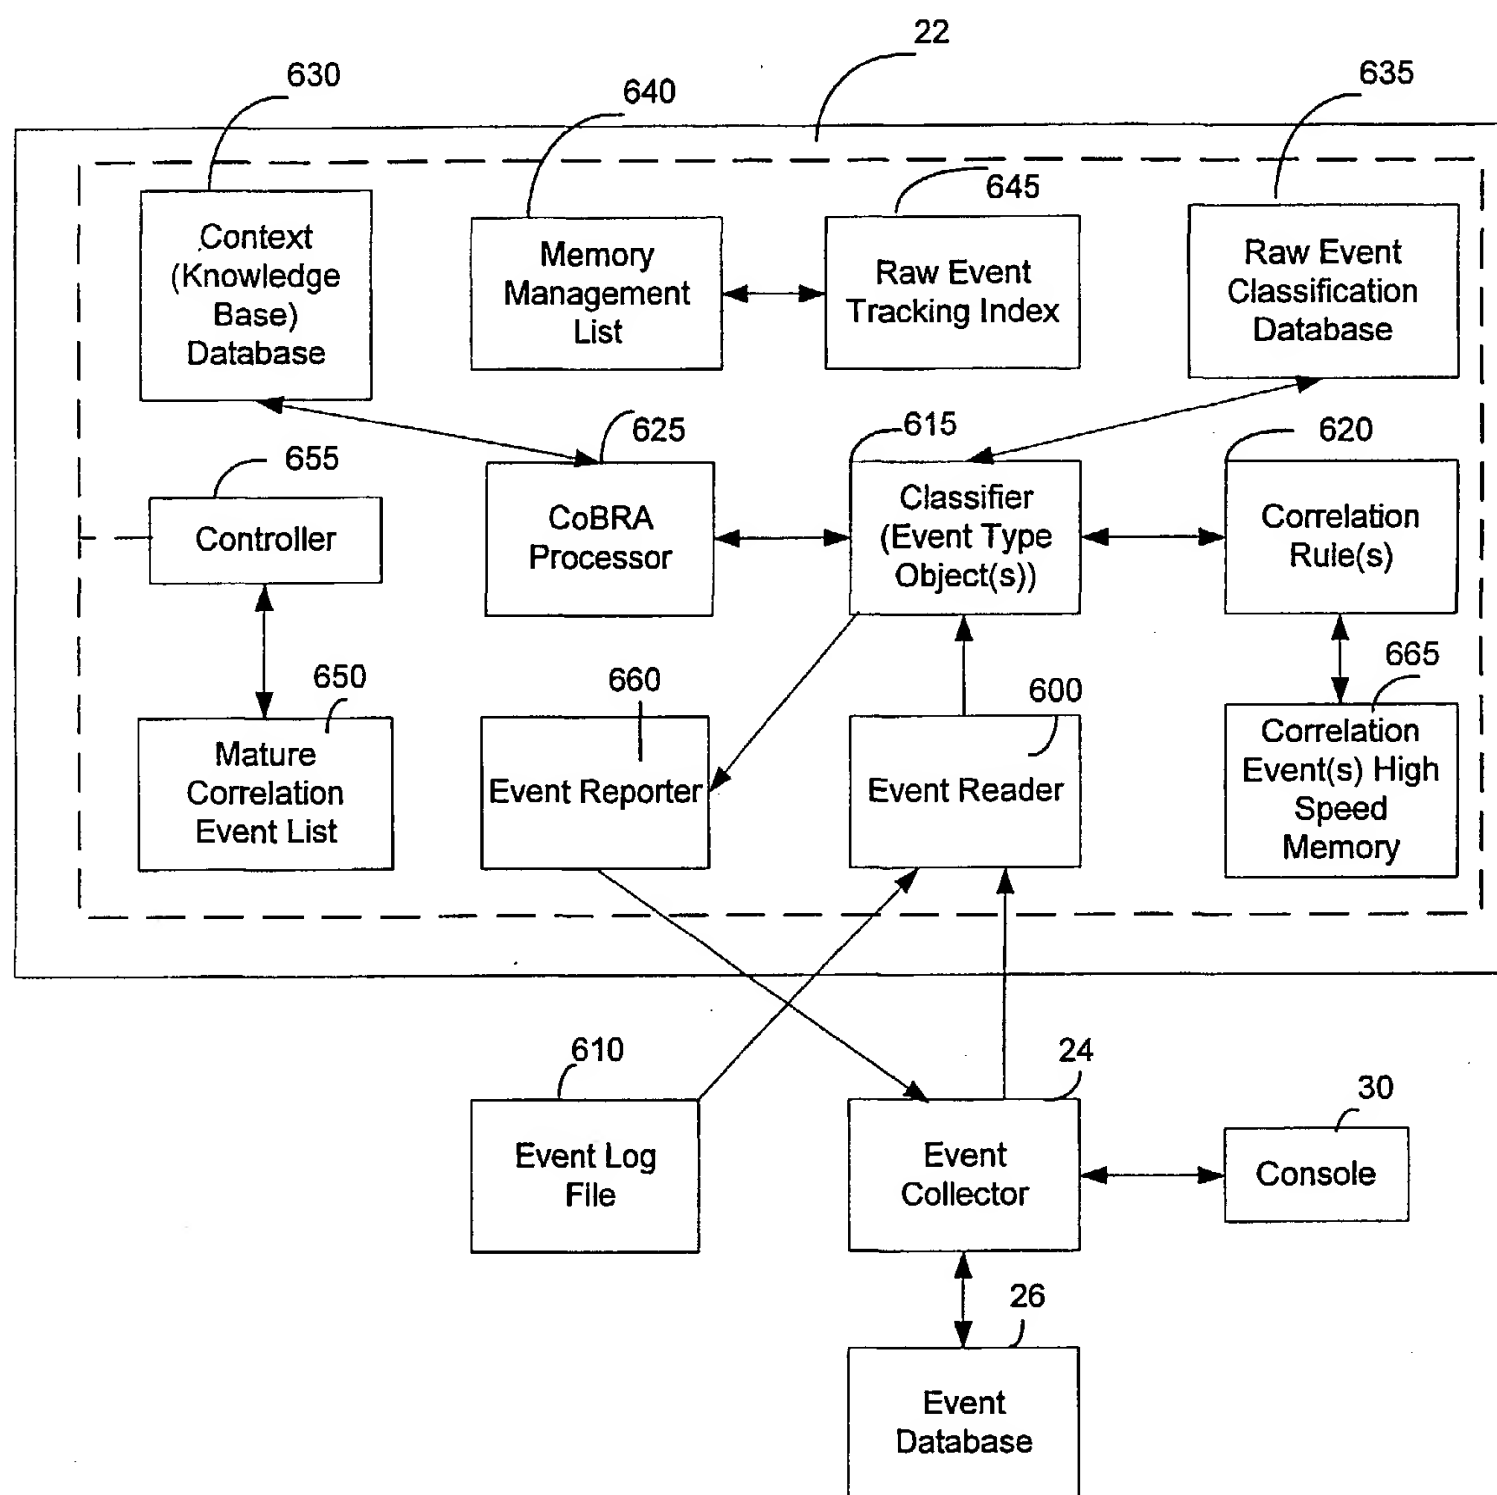 22
630
640
635
645
Context
(Knowledge
Base)
Database
Memory
Management
List
Raw Event
Tracking Index
Raw Event
Classification
Database
625
615
620
655
Controller
CoBRA
Processor
Classifier
(Event Type
Object(s))
Correlation
Rule(s)
650
660
600
665
Mature
Correlation
Event List
Event Reporter
Event Reader
Correlation
Event(s) High
Speed
Memory
610
24
30
Event Log
File
Event
Collector
Console
26
Event
Database